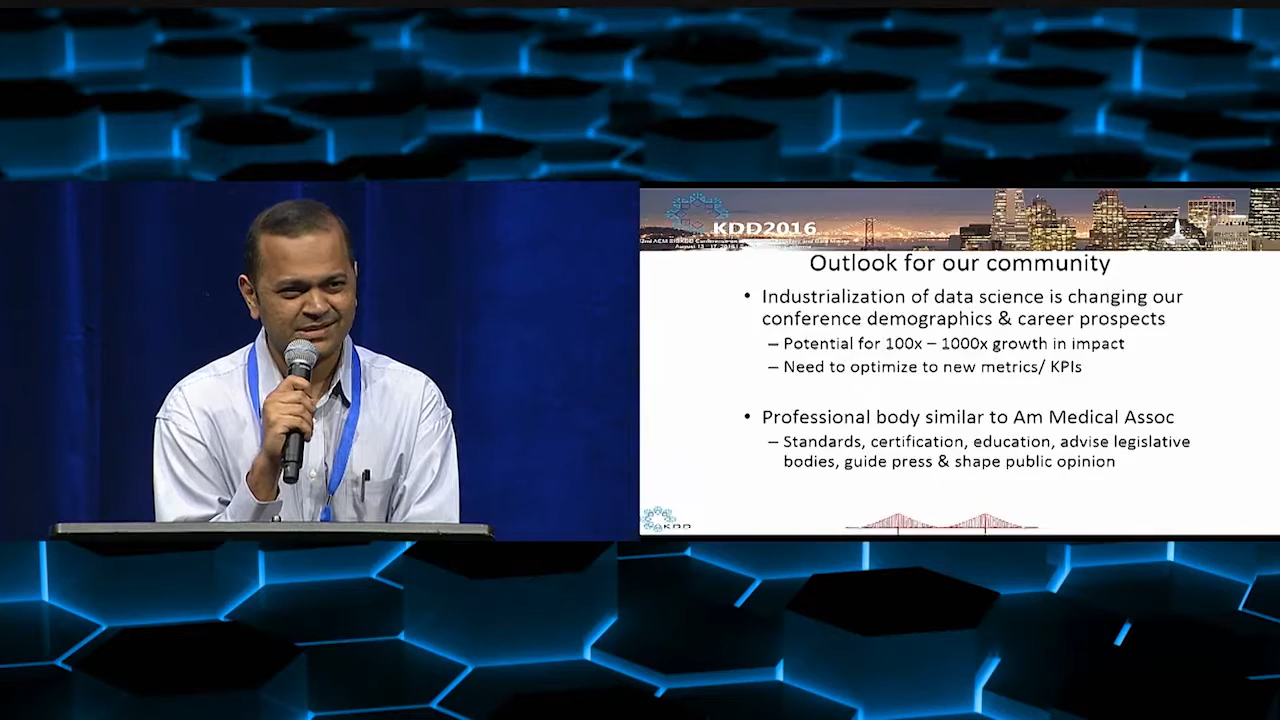 KDD2016
Outlook for our community
• Industrialization of data science is changing our
conference demographics & career prospects
– Potential for 100x – 1000x growth in impact
– Need to optimize to new metrics/ KPIs
• Professional body similar to Am Medical Assoc
– Standards, certification, education, advise legislative
bodies, guide press & shape public opinion
KDD